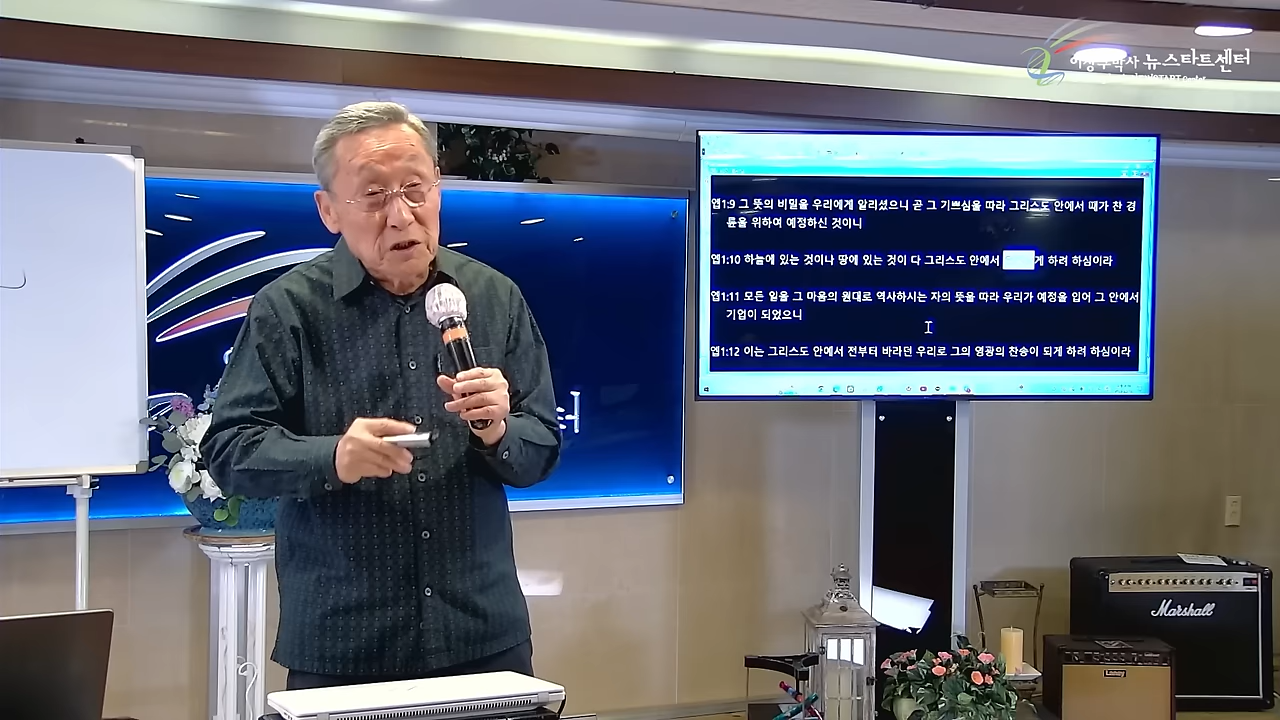 뉴스타트센터
엡1:9 그 뜻의 비밀을 우리에게 알리셨으니 곧 그 기쁘심을 따라 그리스도 안에서 때가 찬 경
륜을 위하여 예정하신 것이니
엡1:10 하늘에 있는 것이나 땅에 있는 것이 다 그리스도 안에서 게 하려 하심이라
엡1:11 모든 일을 그 마음의 원대로 역사하시는 자의 뜻을 따라 우리가 예정을 입어 그 안에서
기업이 되었으니
엡1:12 이는 그리스도 안에서 전부터 바라던 우리로 그의 영광의 찬송이 되게 하려 하심이라
Marshall
Laney